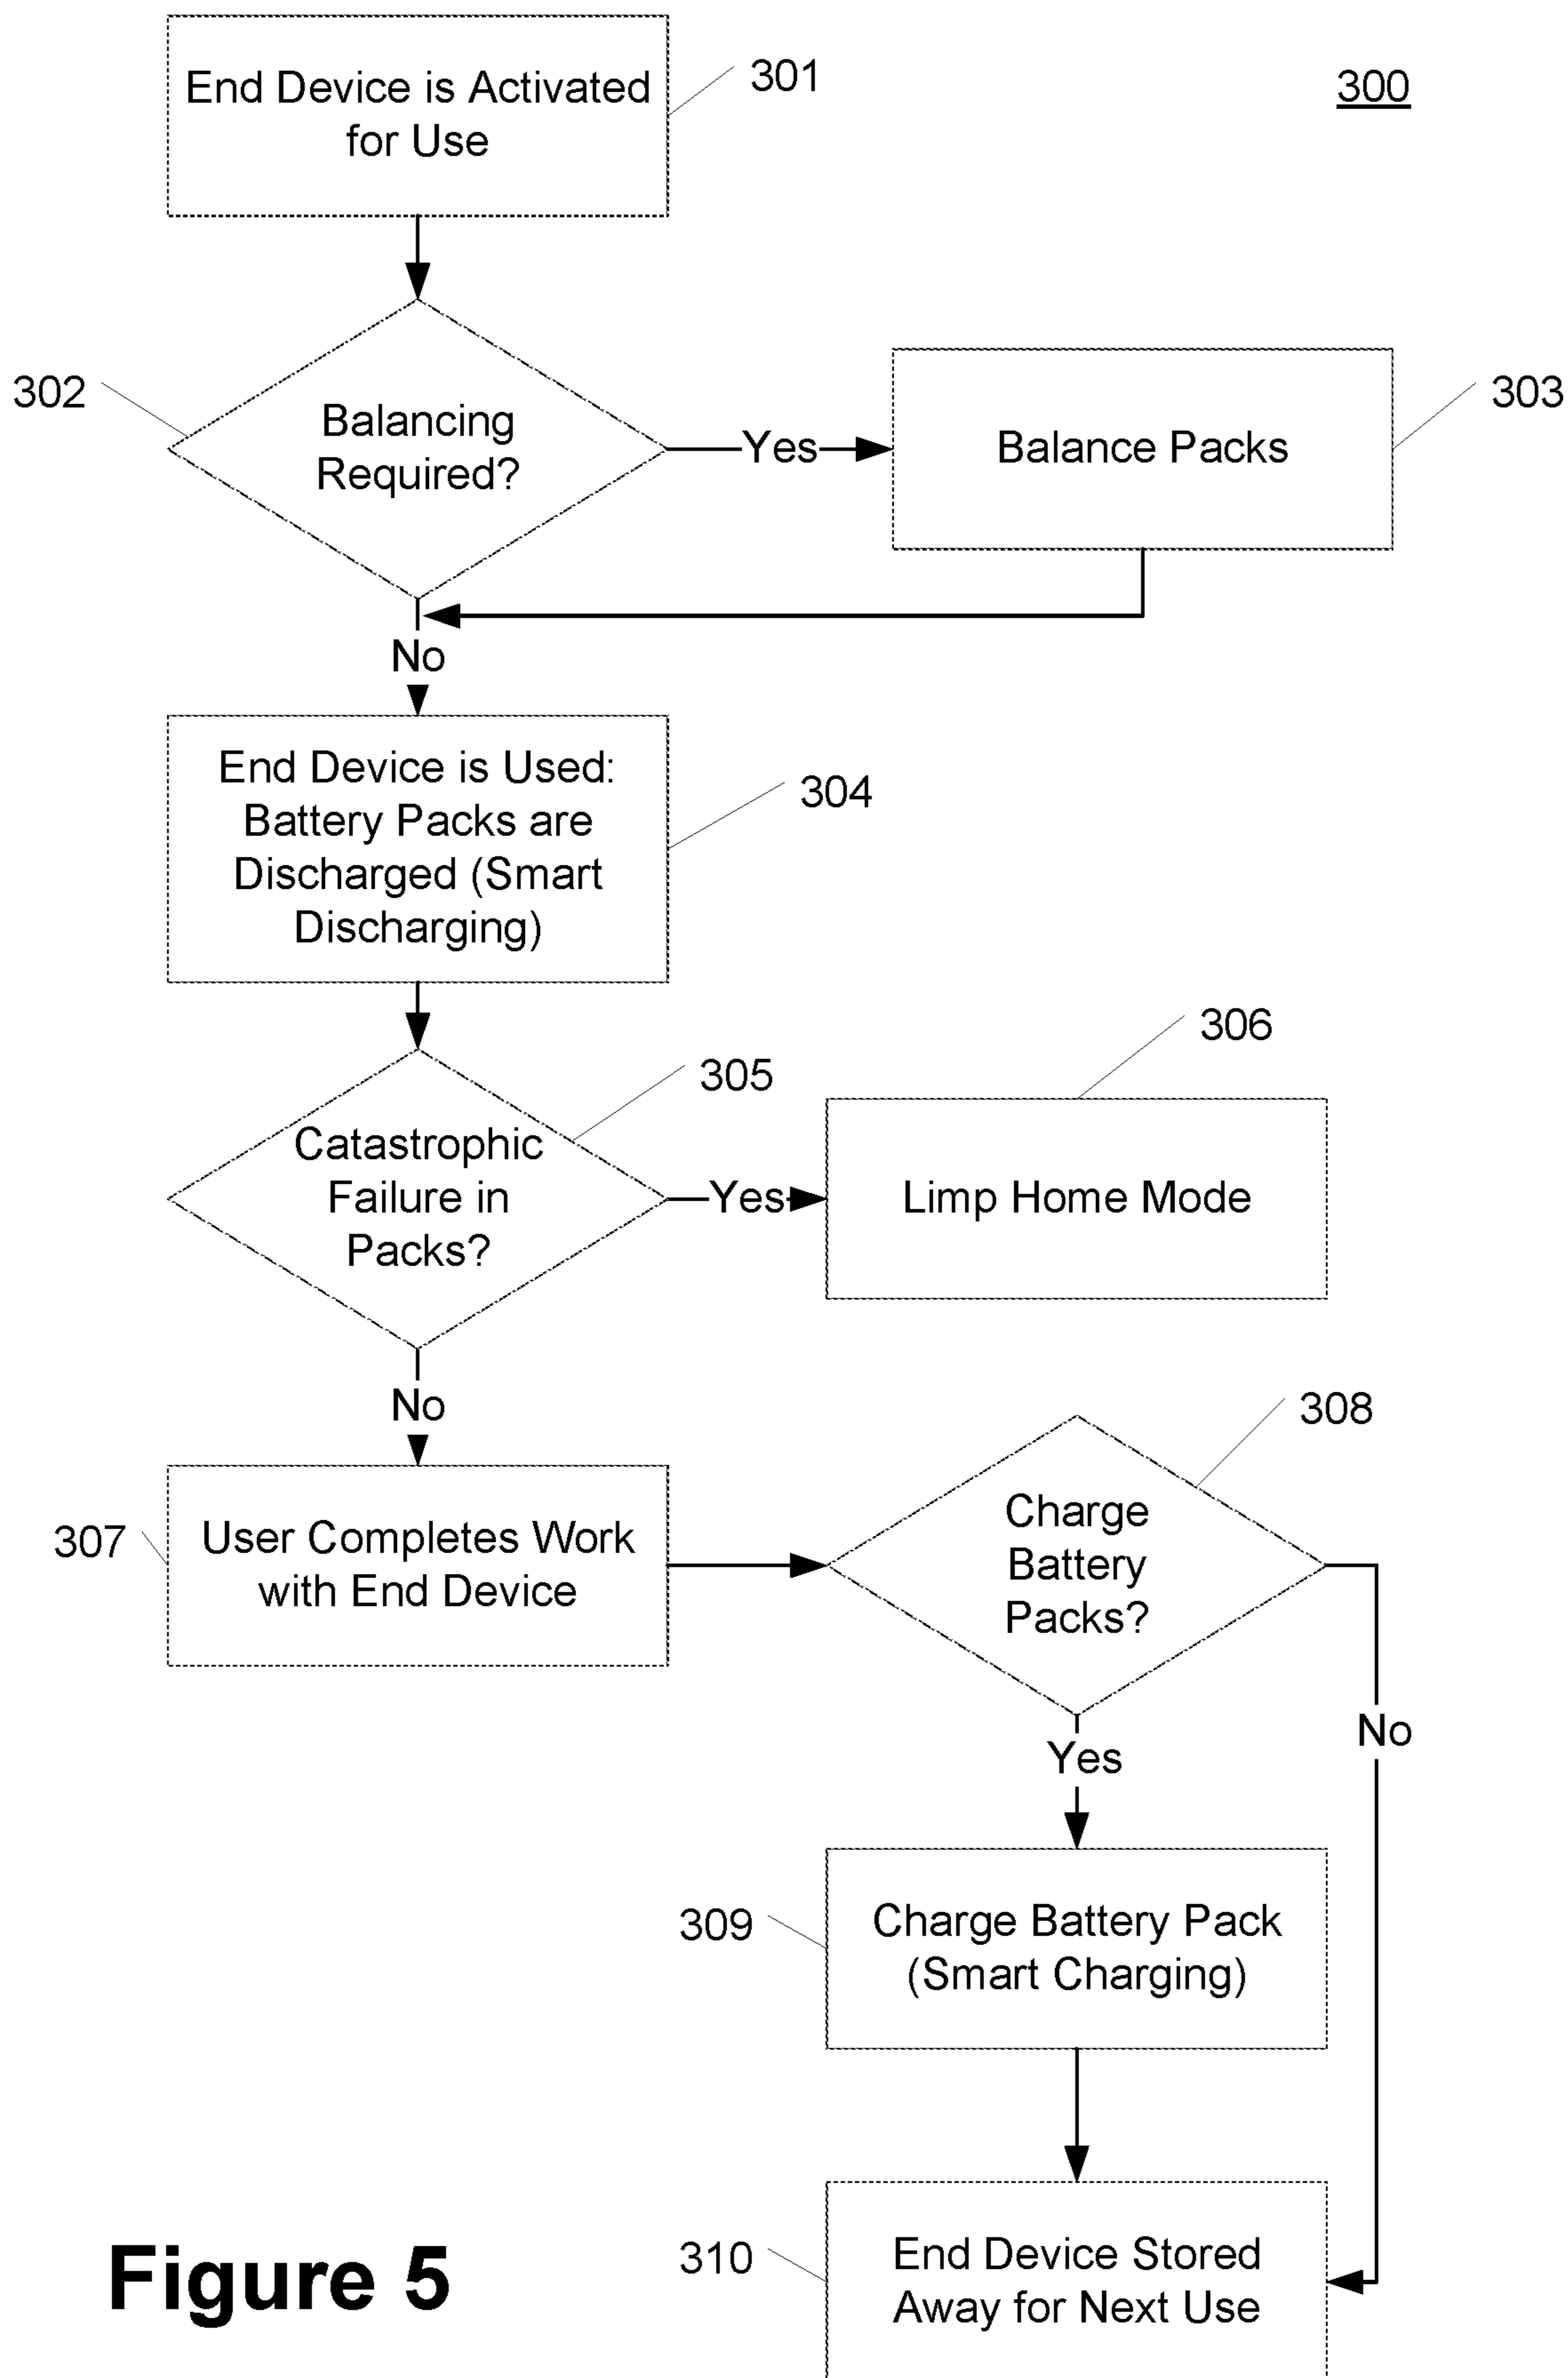 End Device is Activated
for Use
301
300
302
Balancing
Required?
Yes
Balance Packs
303
No
End Device is Used:
Battery Packs are
Discharged (Smart
Discharging)
304
305
Catastrophic
Failure in
Packs?
Yes
306
Limp Home Mode
No
307
User Completes Work
with End Device
308
Charge
Battery
Packs?
No
Yes
309
Charge Battery Pack
(Smart Charging)
310
End Device Stored
Away for Next Use
Figure 5